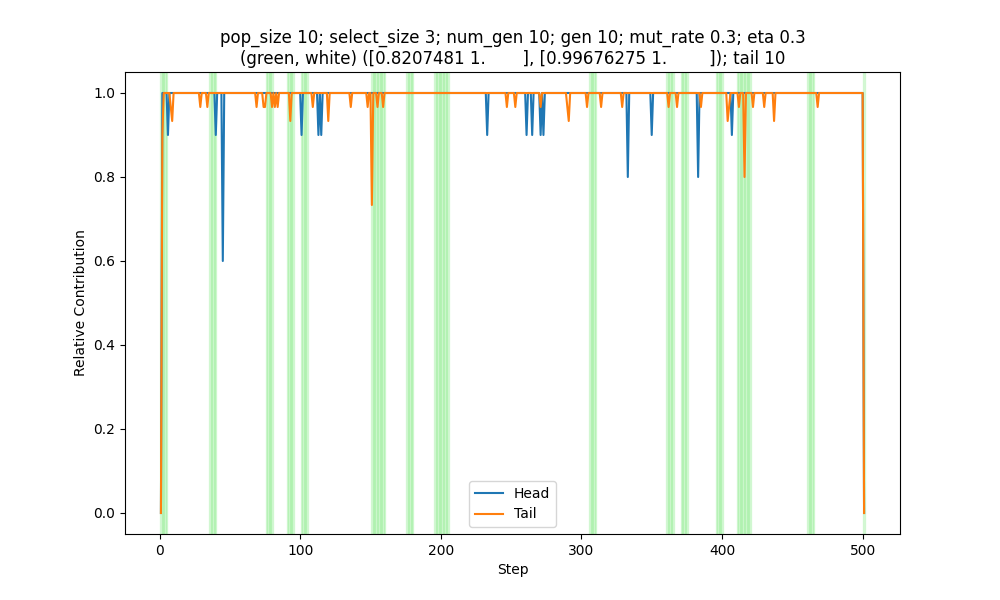 pop_size 10; select_size 3; num_gen 10; gen 10; mut_rate 0.3; eta 0.3
(green, white) ([0.8207481 1.        ], [0.99676275 1.         ]); tail 10
1.0
0.8
0.6
0.4
0.2
0.0
Relative Contribution
Head
Tail
0
100
200
300
400
500
Step